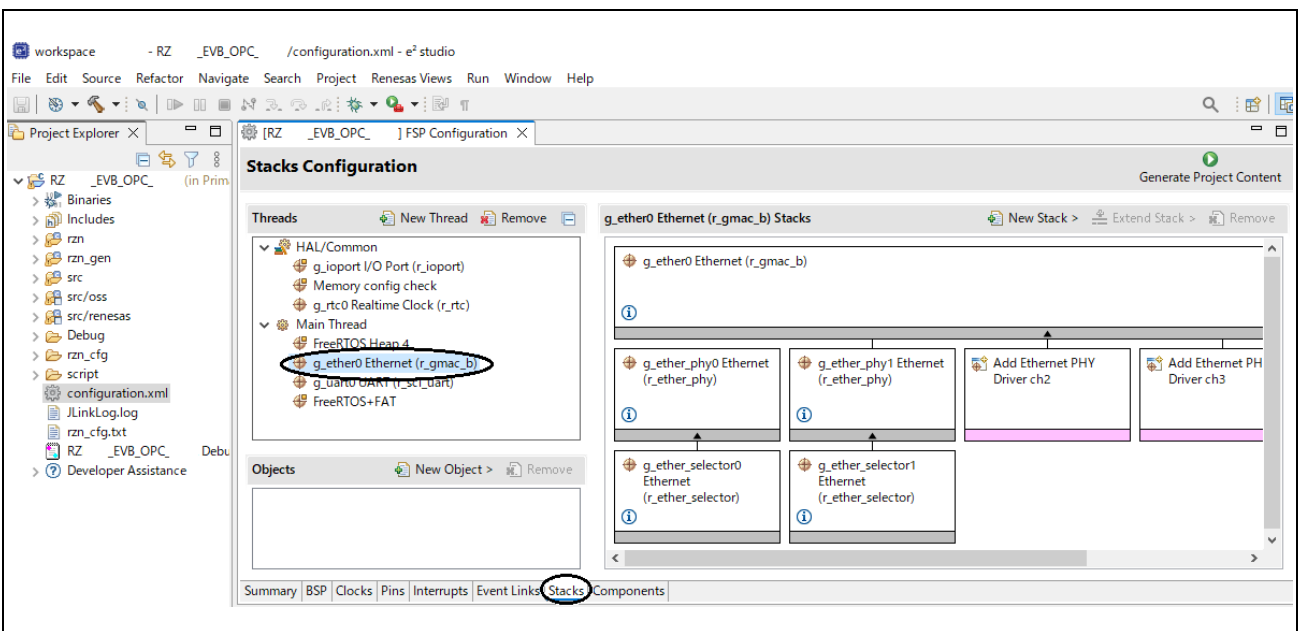 workspace - RZ _EVB_OPC_ /configuration.xml - e² studio
File Edit Source Refactor Navigate Search Project Renesas Views Run Window Help
Project Explorer
RZ _EVB_OPC_ (in Prim
Binaries
Includes
rzn
rzn_gen
src
src/oss
src/renesas
Debug
rzn_cfg
script
configuration.xml
JLinkLog.log
rzn_cfg.txt
RZ _EVB_OPC_ Debu
Developer Assistance
[RZ _EVB_OPC_ ] FSP Configuration
Stacks Configuration
Generate Project Content
Threads New Thread Remove
HAL/Common
g_ioport I/O Port (r_ioport)
Memory config check
g_rtc0 Realtime Clock (r_rtc)
Main Thread
FreeRTOS Heap 4
g_ether0 Ethernet (r_gmac_b)
g_uart0 UART (r_sci_uart)
FreeRTOS+FAT
Objects New Object > Remove
g_ether0 Ethernet (r_gmac_b) Stacks New Stack > Extend Stack > Remove
g_ether0 Ethernet (r_gmac_b)
g_ether_phy0 Ethernet
(r_ether_phy)
g_ether_phy1 Ethernet
(r_ether_phy)
Add Ethernet PHY
Driver ch2
Add Ethernet PH
Driver ch3
g_ether_selector0
Ethernet
(r_ether_selector)
g_ether_selector1
Ethernet
(r_ether_selector)
Summary BSP Clocks Pins Interrupts Event Links Stacks Components